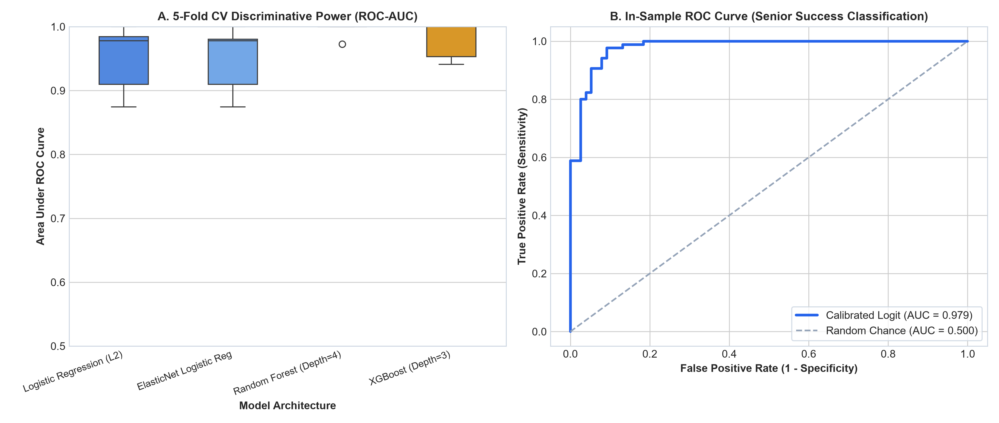 A. 5-Fold CV Discriminative Power (ROC-AUC)
Area Under ROC Curve
1.0
0.9
0.8
0.7
0.6
0.5
Logistic Regression (L2)
ElasticNet Logistic Reg
Random Forest (Depth=4)
XGBoost (Depth=3)
Model Architecture
B. In-Sample ROC Curve (Senior Success Classification)
True Positive Rate (Sensitivity)
1.0
0.8
0.6
0.4
0.2
0.0
Calibrated Logit (AUC = 0.979)
Random Chance (AUC = 0.500)
0.0 0.2 0.4 0.6 0.8 1.0
False Positive Rate (1 - Specificity)